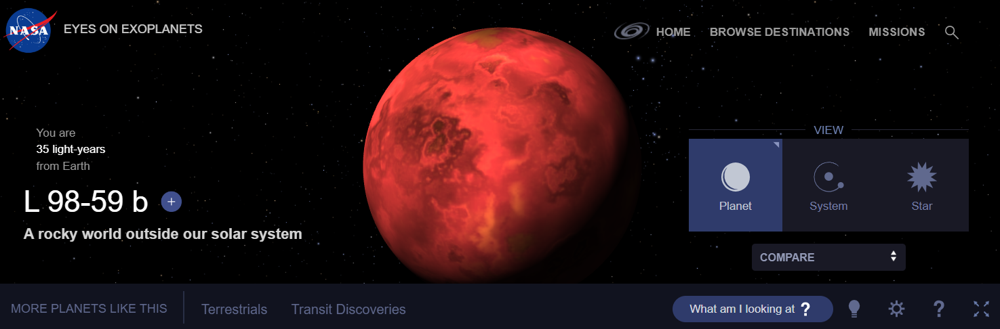 NASA
EYES ON EXOPLANETS
HOME
BROWSE DESTINATIONS
MISSIONS
You are
35 light-years
from Earth
L 98-59 b
+
A rocky world outside our solar system
VIEW
Planet
System
Star
COMPARE
MORE PLANETS LIKE THIS
Terrestrials
Transit Discoveries
What am I looking at ?
?